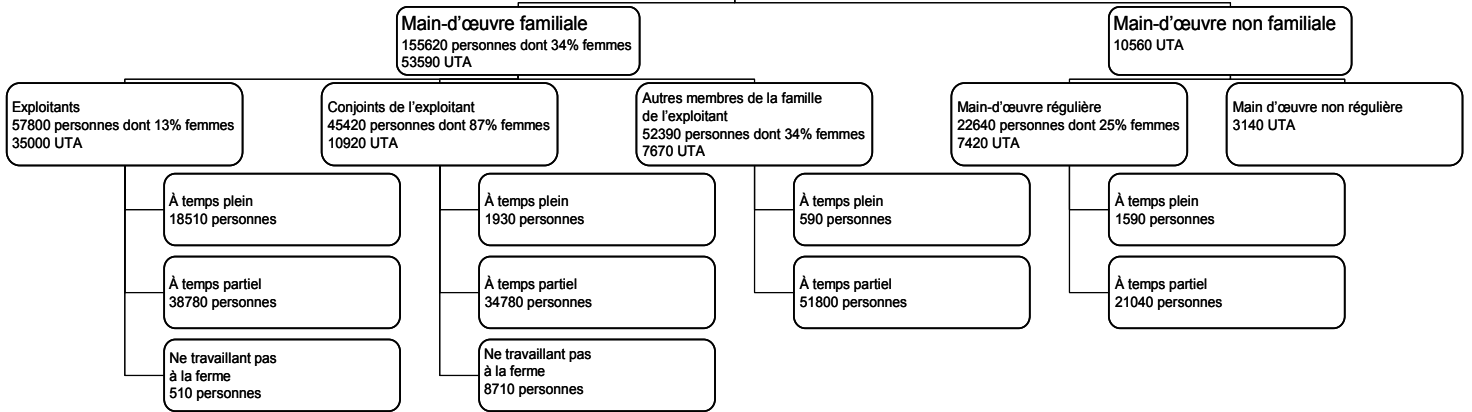 Main-d’œuvre familiale
155620 personnes dont 34% femmes
53590 UTA
Main-d’œuvre non familiale
10560 UTA
Exploitants
57800 personnes dont 13% femmes
35000 UTA
Conjoints de l’exploitant
45420 personnes dont 87% femmes
10920 UTA
Autres membres de la famille
de l’exploitant
52390 personnes dont 34% femmes
7670 UTA
Main-d’œuvre régulière
22640 personnes dont 25% femmes
7420 UTA
Main d’œuvre non régulière
3140 UTA
À temps plein
18510 personnes
À temps partiel
38780 personnes
Ne travaillant pas
à la ferme
510 personnes
À temps plein
1930 personnes
À temps partiel
34780 personnes
Ne travaillant pas
à la ferme
8710 personnes
À temps plein
590 personnes
À temps partiel
51800 personnes
À temps plein
1590 personnes
À temps partiel
21040 personnes